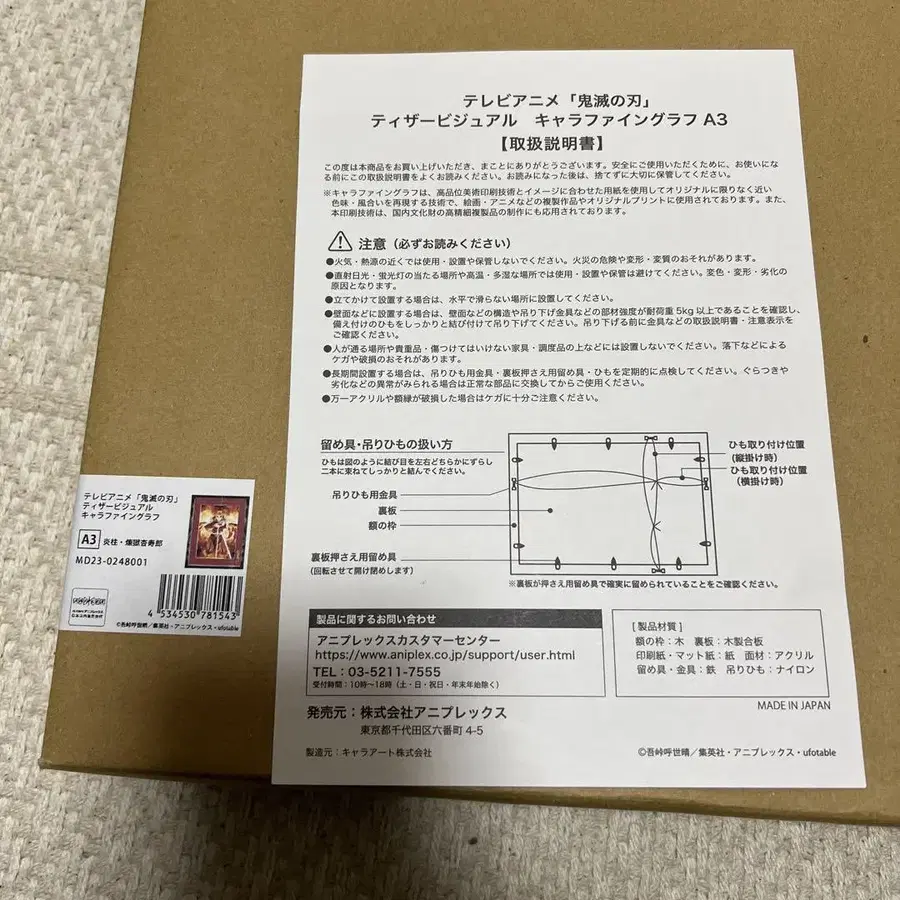 テレビアニメ「鬼滅の刃」
ティザービジュアル キャラファイングラフ A3
【取扱説明書】
この度は本商品をお買い上げいただき、まことにありがとうございます。安全にご使用いただくために、お使いにな
る前にこの取扱説明書をよくお読みください。お読みになった後は、捨てずに大切に保管してください。
※キャラファイングラフは、高品位美術印刷技術とイメージに合わせた用紙を使用してオリジナルに限りなく近い
色味・風合いを再現する技術で、絵画・アニメなどの複製作品やオリジナルプリントに使用されております。また、
本印刷技術は、国内文化財の高精細複製品の制作にも応用されております。
注意（必ずお読みください）
●火気・熱源の近くでは使用・設置や保管しないでください。火災の危険や変形・変質のおそれがあります。
●直射日光・蛍光灯の当たる場所や高温・多湿な場所では使用・設置や保管は避けてください。変色・変形・劣化の
原因となります。
●立てかけて設置する場合は、水平で滑らない場所に設置してください。
●壁面などに設置する場合は、壁面などの構造や吊り下げ金具などの部材強度が耐荷重 5kg 以上であることを確認し、
備え付けのひもをしっかりと結び付けて吊り下げてください。吊り下げる前に金具などの取扱説明書・注意表示を
ご確認ください。
●人が通る場所や貴重品・傷つけてはいけない家具・調度品の上などには設置しないでください。落下などによる
ケガや破損のおそれがあります。
●長期間設置する場合は、吊りひも用金具・裏板押さえ用留め具・ひもを定期的に点検してください。ぐらつきや
劣化などの異常がみられる場合は正常な部品に交換してからご使用ください。
●万一アクリルや額縁が破損した場合はケガに十分ご注意ください。
留め具・吊りひもの扱い方
ひもは図のように結び目を左右どちらかにずらし
二本に束ねてしっかりと結んでください。
吊りひも用金具
裏板
額の枠
裏板押さえ用留め具
（回転させて開け閉めします）
ひも取り付け位置
（縦掛け時）
ひも取り付け位置
（横掛け時）
※裏板が押さえ用留め具で確実に留められていることをご確認ください。
製品に関するお問い合わせ
アニプレックスカスタマーセンター
https://www.aniplex.co.jp/support/user.html
TEL：03-5211-7555
受付時間：10時〜18時（土・日・祝日・年末年始除く）
［製品材質］
額の枠：木 裏板：木製合板
印刷紙・マット紙：紙 面材：アクリル
留め具・金具：鉄 吊りひも：ナイロン
MADE IN JAPAN
発売元：株式会社アニプレックス
東京都千代田区六番町 4-5
製造元：キャラアート株式会社
©吾峠呼世晴／集英社・アニプレックス・ufotable
テレビアニメ「鬼滅の刃」
ティザービジュアル
キャラファイングラフ
A3 炎柱・煉獄杏寿郎
MD23-0248001
4 534530 781543
©吾峠呼世晴／集英社・アニプレックス・ufotable